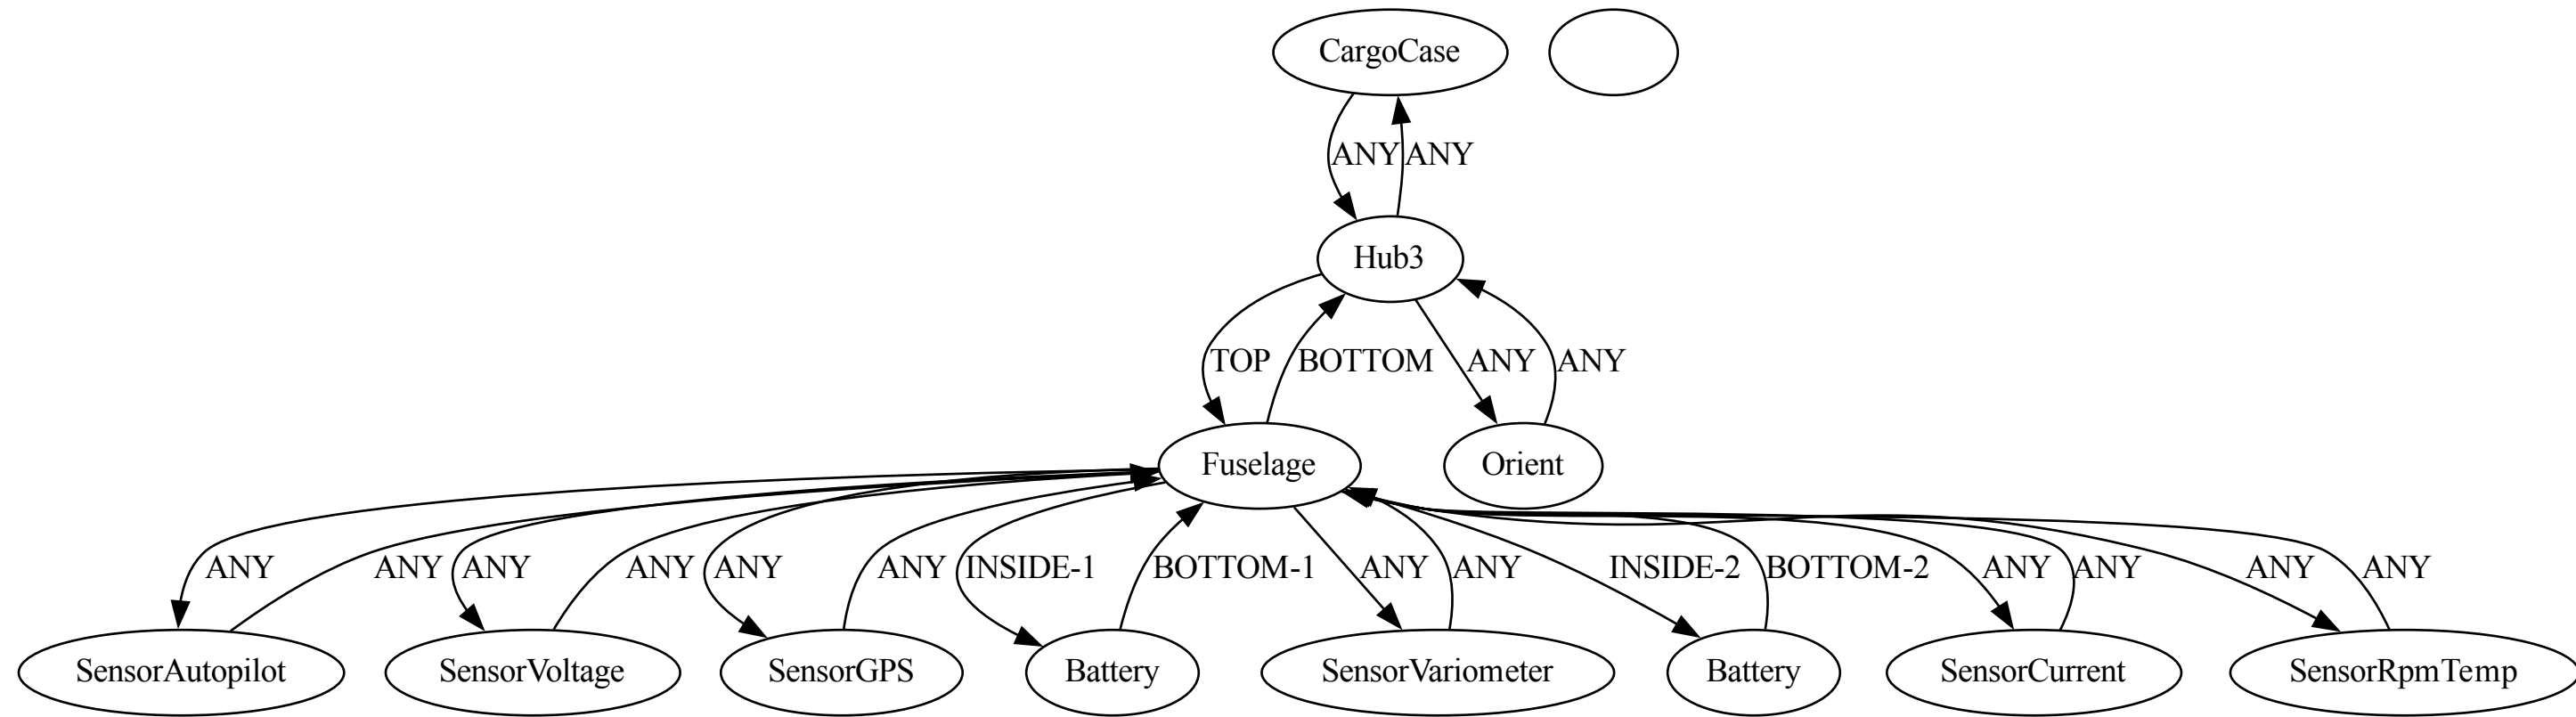 CargoCase
ANY ANY
Hub3
TOP BOTTOM ANY ANY
Fuselage Orient
ANY ANY ANY ANY ANY ANY INSIDE-1 BOTTOM-1 ANY ANY INSIDE-2 BOTTOM-2 ANY ANY ANY ANY
SensorAutopilot SensorVoltage SensorGPS Battery SensorVariometer Battery SensorCurrent SensorRpmTemp